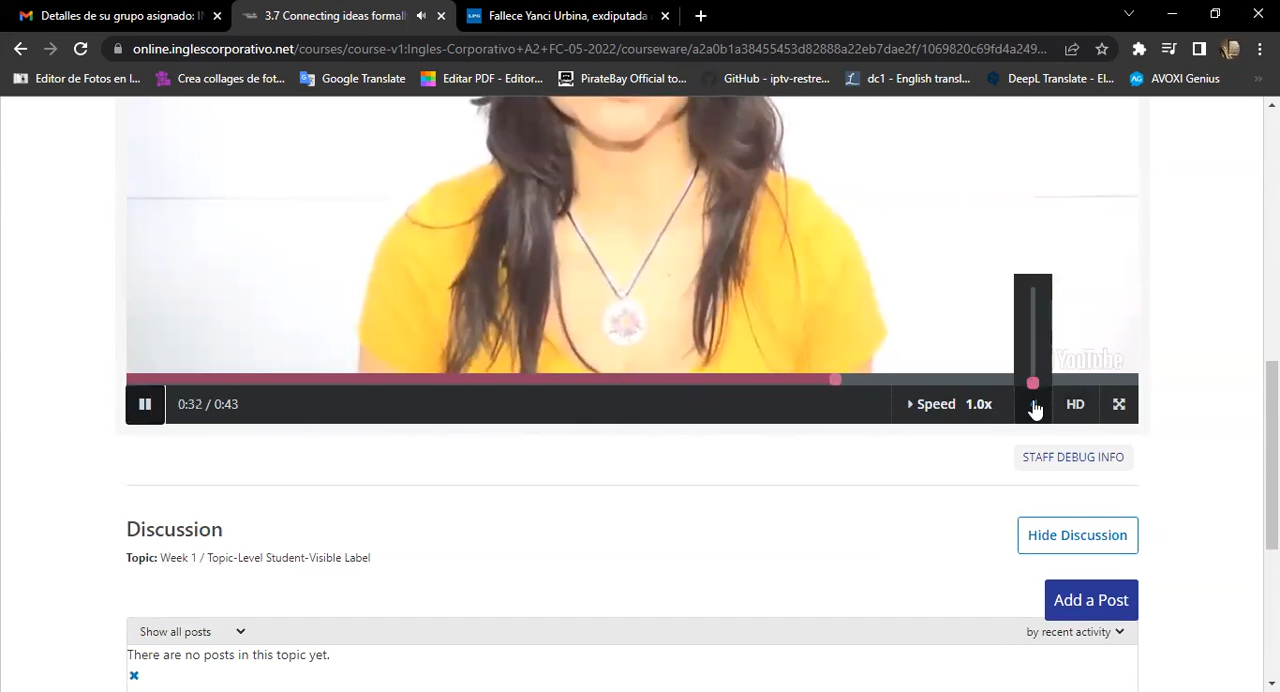 Detalles de su grupo asignado: IN
3.7 Connecting ideas formall
Fallece Yanci Urbina, exdiputada
online.inglescorporativo.net/courses/course-v1:Ingles-Corporativo+A2+FC-05-2022/courseware/a2a0b1a38455453d82888a22eb7dae2f/1069820c69fd4a249...
Editor de Fotos en l... Crea collages de fot... Google Translate Editar PDF - Editor... PirateBay Official to... GitHub - iptv-restre... dc1 - English transl... DeepL Translate - El... AVOXI Genius »
YouTube
0:32 / 0:43 Speed 1.0x HD
STAFF DEBUG INFO
Discussion
Hide Discussion
Topic: Week 1 / Topic-Level Student-Visible Label
Add a Post
Show all posts by recent activity
There are no posts in this topic yet.